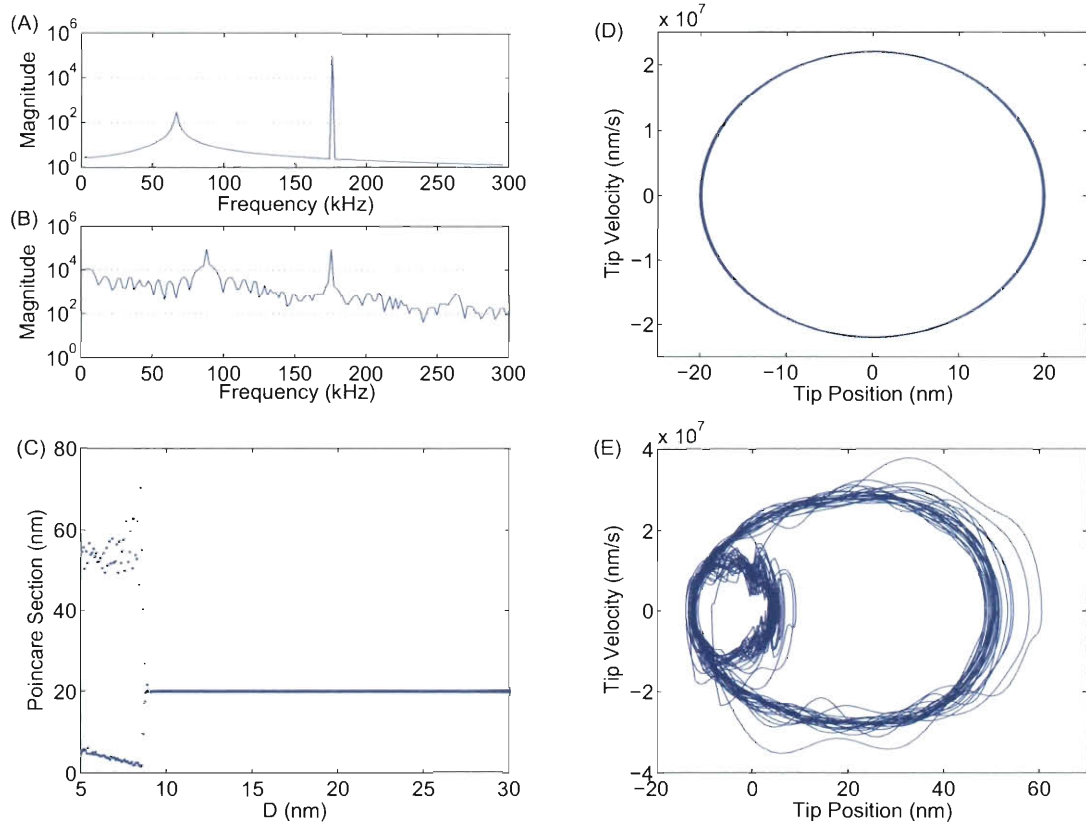 (A)
10^6
10^4
10^2
10^0
Magnitude
0 50 100 150 200 250 300
Frequency (kHz)
(B)
10^6
10^4
10^2
10^0
Magnitude
0 50 100 150 200 250 300
Frequency (kHz)
(C)
80
60
40
20
0
Poincare Section (nm)
5 10 15 20 25 30
D (nm)
(D)
x 10^7
2
1
0
−1
−2
Tip Velocity (nm/s)
−20 −10 0 10 20
Tip Position (nm)
(E)
x 10^7
4
2
0
−2
−4
Tip Velocity (nm/s)
−20 0 20 40 60
Tip Position (nm)